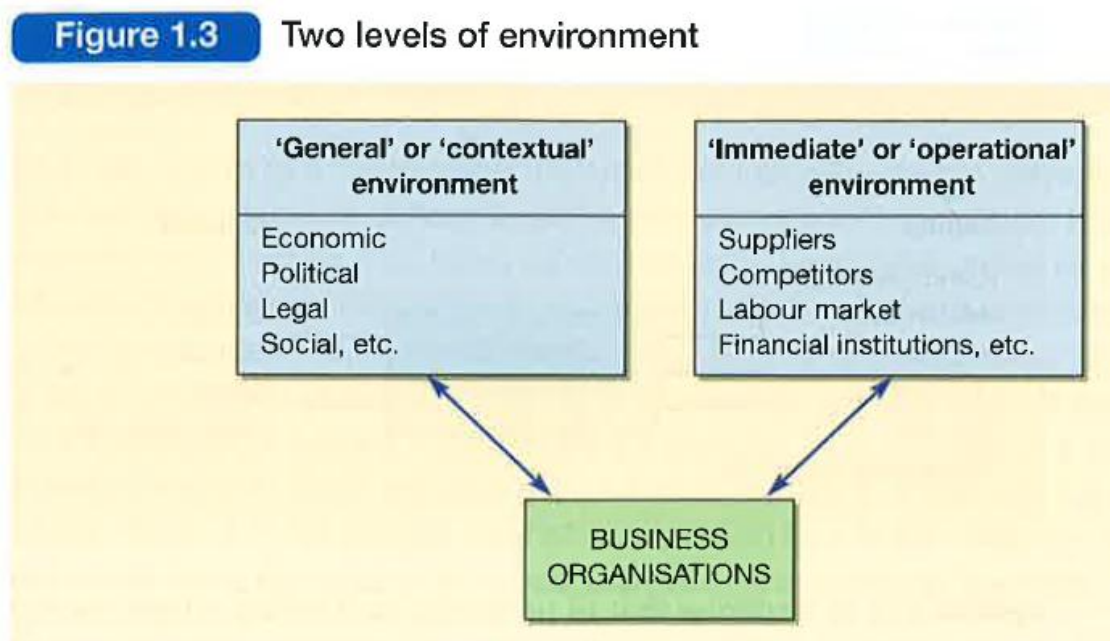 Figure 1.3 Two levels of environment
‘General’ or ‘contextual’
environment
Economic
Political
Legal
Social, etc.
‘Immediate’ or ‘operational’
environment
Suppliers
Competitors
Labour market
Financial institutions, etc.
BUSINESS
ORGANISATIONS